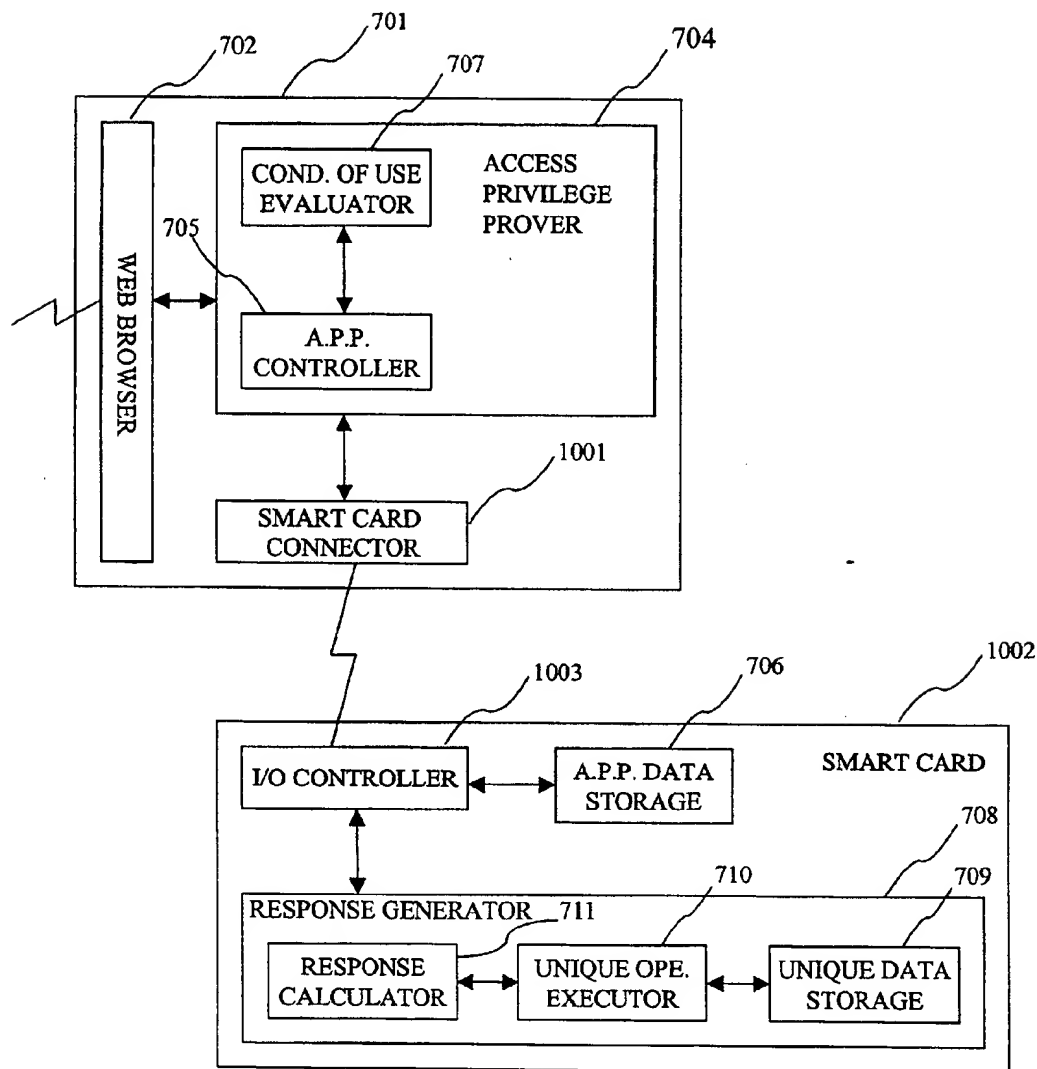 701
702
704
707
COND. OF USE
EVALUATOR
ACCESS
PRIVILEGE
PROVER
705
WEB BROWSER
A.P.P.
CONTROLLER
1001
SMART CARD
CONNECTOR
1002
706
1003
I/O CONTROLLER
A.P.P. DATA
STORAGE
SMART CARD
708
710
709
RESPONSE GENERATOR
711
RESPONSE
CALCULATOR
UNIQUE OPE.
EXECUTOR
UNIQUE DATA
STORAGE